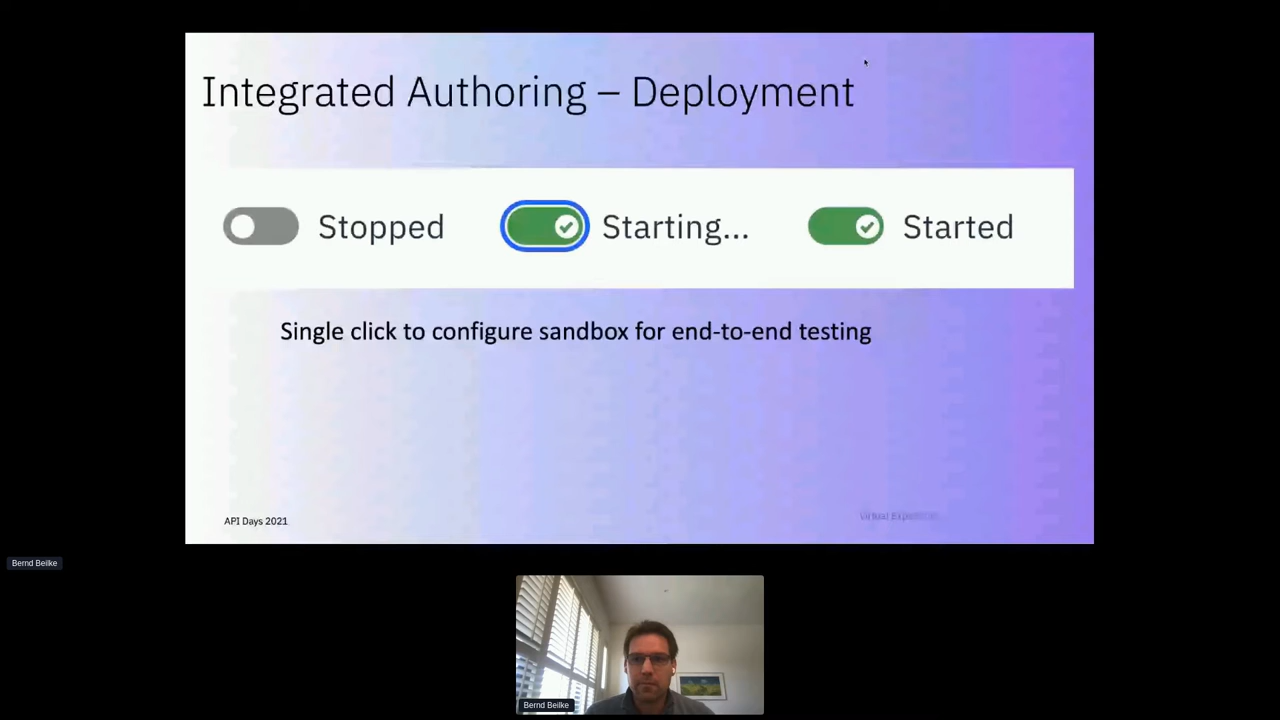 Integrated Authoring – Deployment
Stopped
Starting...
Started
Single click to configure sandbox for end-to-end testing
API Days 2021
Virtual
Bernd Beilke
Bernd Beilke